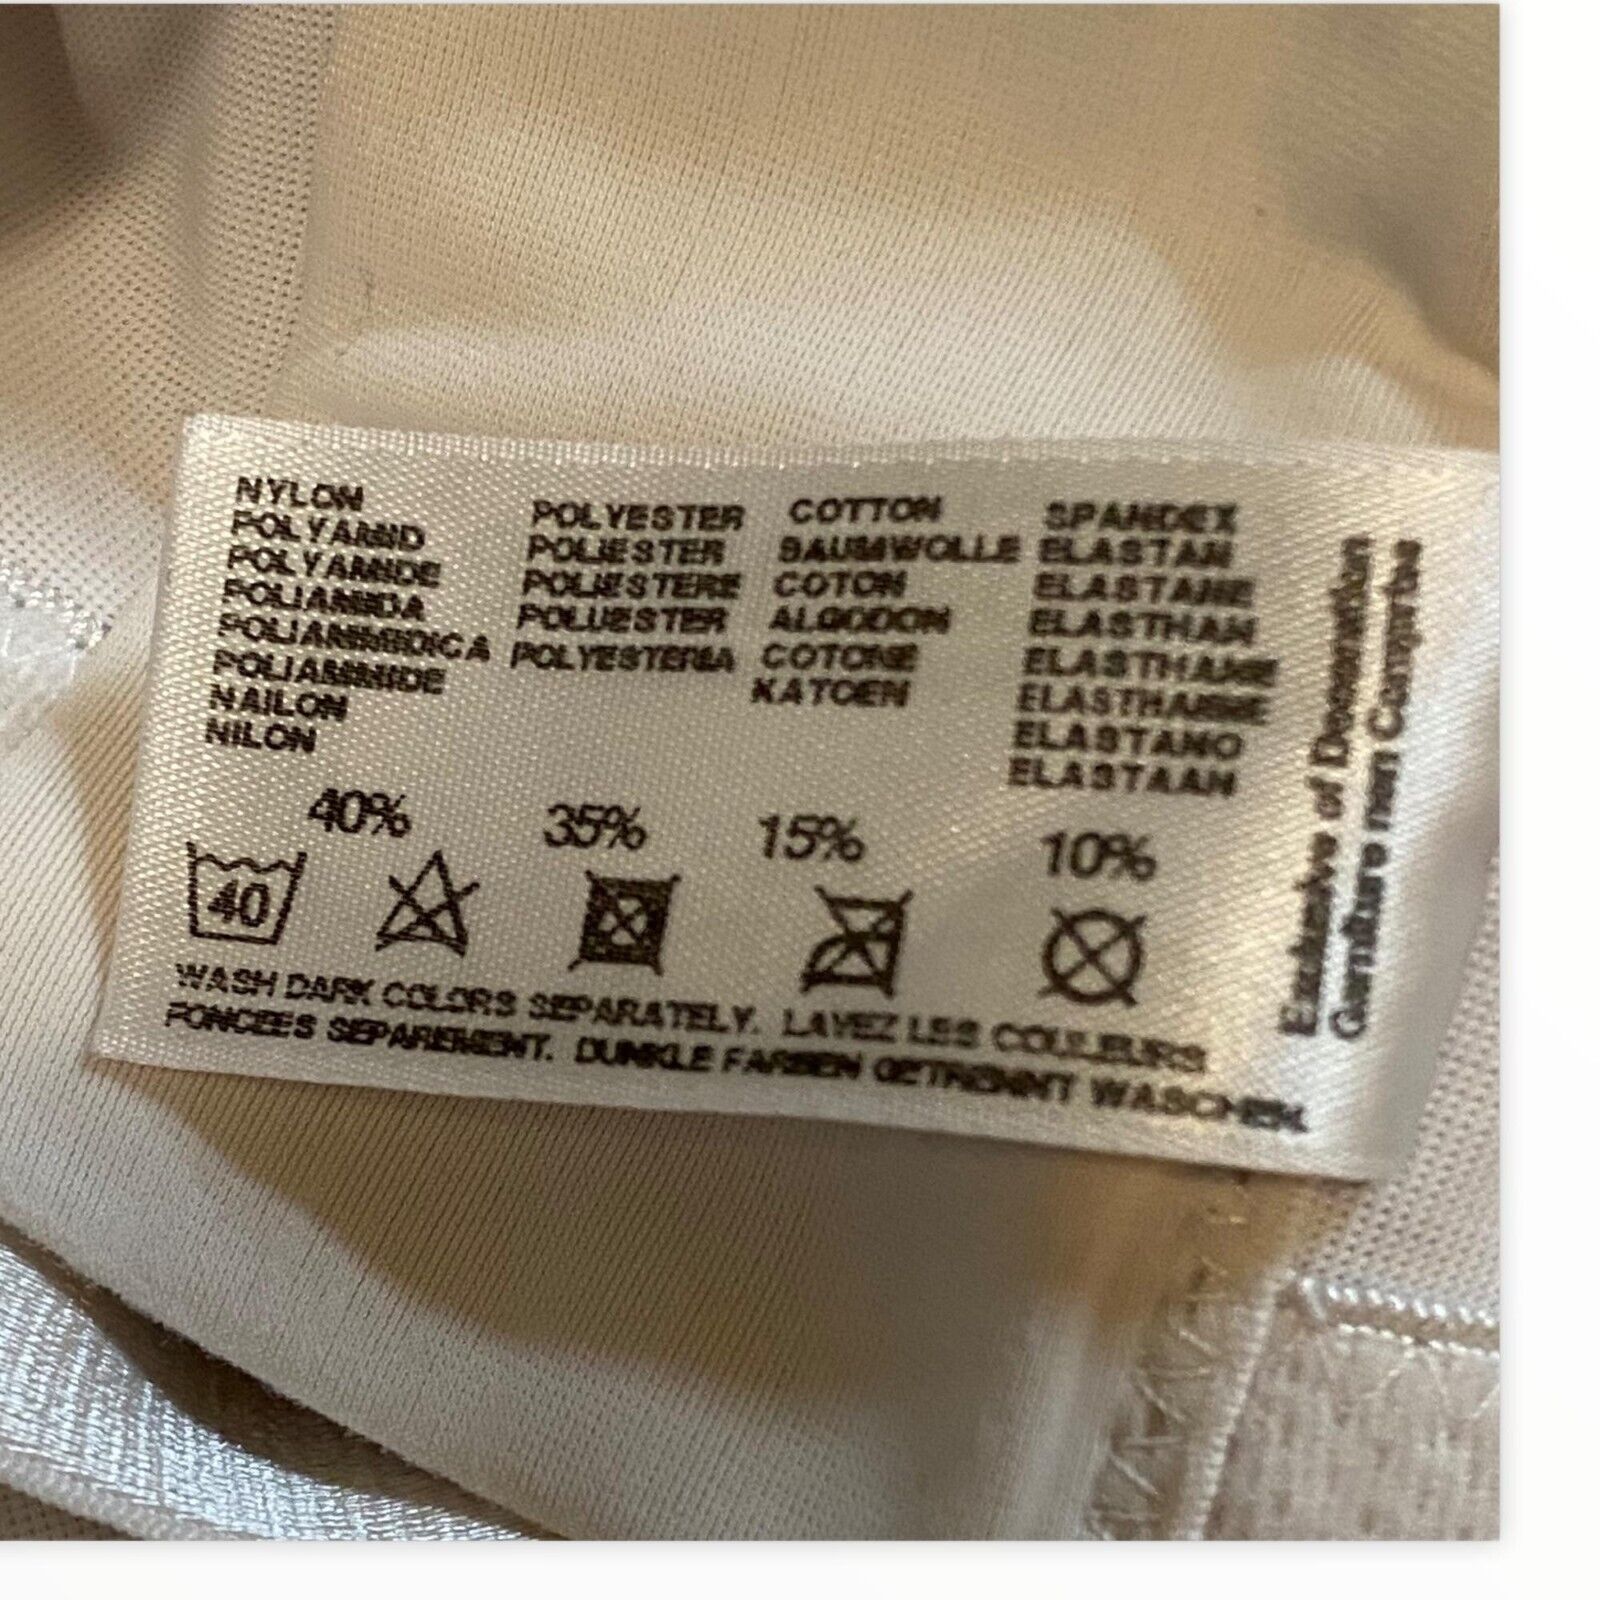 NYLON
POLYAMID
POLYAMIDE
POLIAMIDA
POLIAMMIDICA
POLIAMMIDE
NAILON
NILON
40%
POLYESTER
POLIESTER
POLIESTERE
POLIJESTER
POLYESTERIA
35%
COTTON
BAUMWOLLE
COTON
ALGODON
COTONE
KATOEN
15%
SPANDEX
ELASTAN
ELASTANE
ELASTHAN
ELASTHANE
ELASTHANNE
ELASTANO
ELASTAAN
10%
40
WASH DARK COLORS SEPARATELY. LAVEZ LES COULEURS
FONCEES SEPAREMENT. DUNKLE FARBEN GETRENNT WASCHEN.
Exclusive of Decoration
Garniture non Comprise